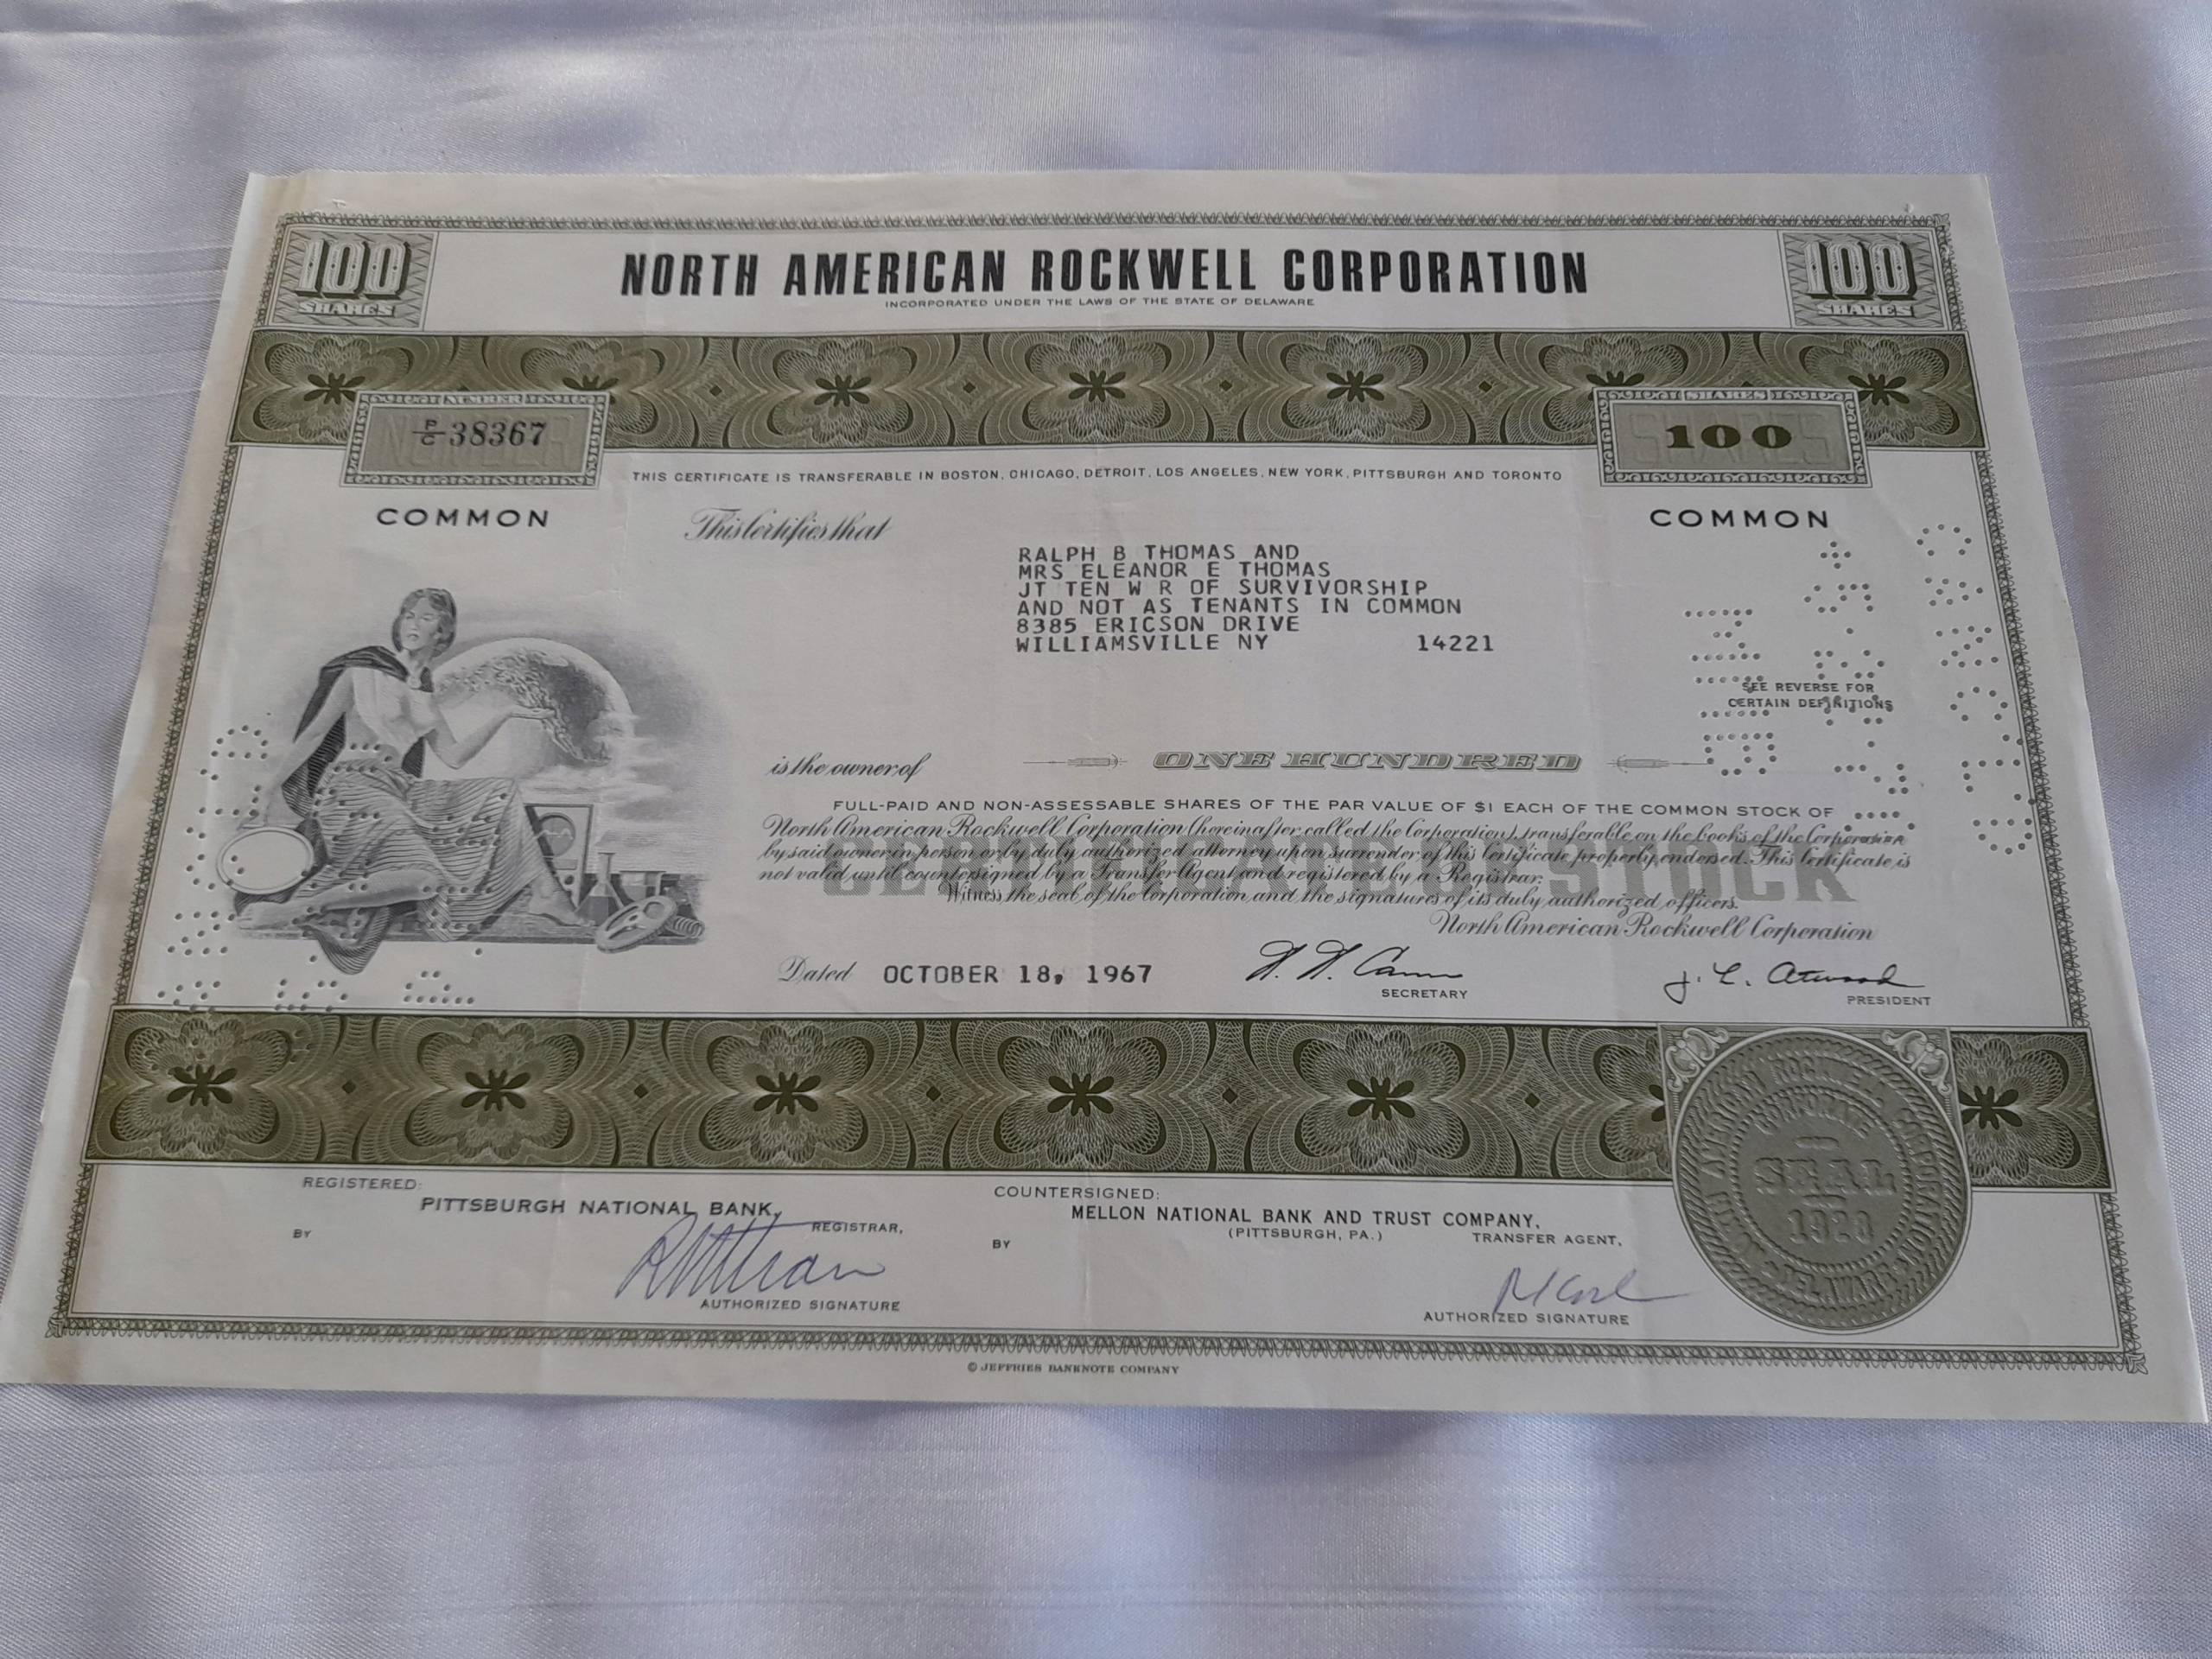 100
SHARES
NORTH AMERICAN ROCKWELL CORPORATION
INCORPORATED UNDER THE LAWS OF THE STATE OF DELAWARE
100
SHARES
NUMBER
P/C 38367
SHARES
100
THIS CERTIFICATE IS TRANSFERABLE IN BOSTON, CHICAGO, DETROIT, LOS ANGELES, NEW YORK, PITTSBURGH AND TORONTO
COMMON
This Certifies that
COMMON
RALPH B THOMAS AND
MRS ELEANOR E THOMAS
JT TEN W R OF SURVIVORSHIP
AND NOT AS TENANTS IN COMMON
8385 ERICSON DRIVE
WILLIAMSVILLE NY 14221
SEE REVERSE FOR
CERTAIN DEFINITIONS
is the owner of
ONE HUNDRED
FULL-PAID AND NON-ASSESSABLE SHARES OF THE PAR VALUE OF $1 EACH OF THE COMMON STOCK OF
North American Rockwell Corporation (hereinafter called the Corporation), transferable on the books of the Corporation
by said owner in person or by duly authorized attorney upon surrender of this Certificate properly endorsed. This Certificate is
not valid until countersigned by a Transfer Agent and registered by a Registrar.
CERTIFICATE OF STOCK
Witness the seal of the Corporation and the signatures of its duly authorized officers.
North American Rockwell Corporation
Dated OCTOBER 18, 1967
SECRETARY
J. L. Atwood
PRESIDENT
NORTH AMERICAN ROCKWELL CORPORATION
CORPORATE
SEAL
1928
DELAWARE
REGISTERED:
PITTSBURGH NATIONAL BANK,
REGISTRAR,
BY
AUTHORIZED SIGNATURE
COUNTERSIGNED:
MELLON NATIONAL BANK AND TRUST COMPANY,
(PITTSBURGH, PA.) TRANSFER AGENT,
BY
AUTHORIZED SIGNATURE
© JEFFRIES BANKNOTE COMPANY